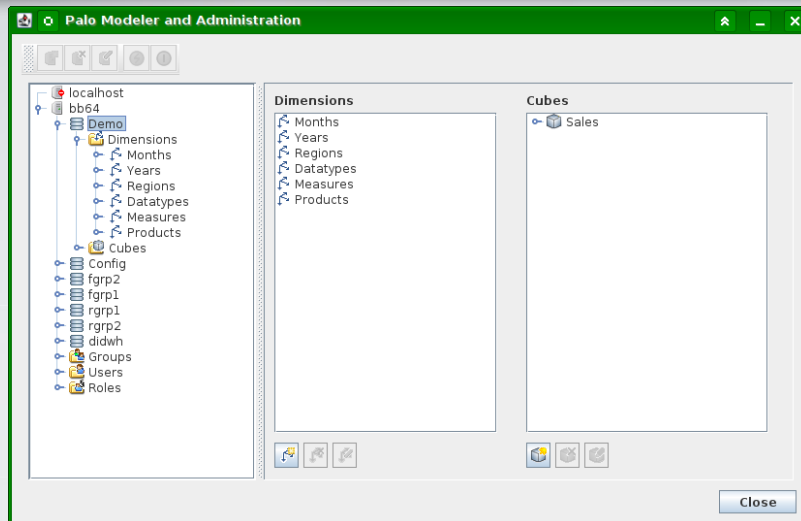 Palo Modeler and Administration
localhost
bb64
Demo
Dimensions
Months
Years
Regions
Datatypes
Measures
Products
Cubes
Config
fgrp2
fgrp1
rgrp1
rgrp2
didwh
Groups
Users
Roles
Dimensions
Months
Years
Regions
Datatypes
Measures
Products
Cubes
Sales
Close